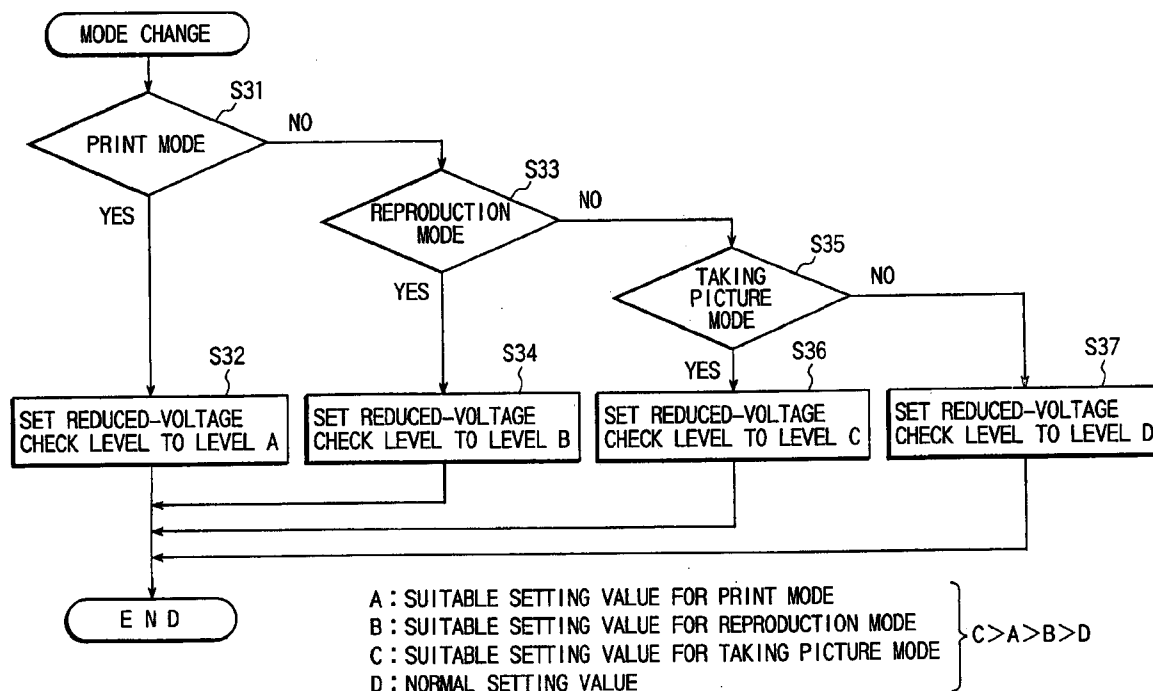 MODE CHANGE
S31
PRINT MODE
NO
YES
S33
REPRODUCTION
MODE
NO
YES
S35
TAKING
PICTURE
MODE
NO
YES
S32
SET REDUCED-VOLTAGE
CHECK LEVEL TO LEVEL A
S34
SET REDUCED-VOLTAGE
CHECK LEVEL TO LEVEL B
S36
SET REDUCED-VOLTAGE
CHECK LEVEL TO LEVEL C
S37
SET REDUCED-VOLTAGE
CHECK LEVEL TO LEVEL D
END
A : SUITABLE SETTING VALUE FOR PRINT MODE
B : SUITABLE SETTING VALUE FOR REPRODUCTION MODE
C : SUITABLE SETTING VALUE FOR TAKING PICTURE MODE
D : NORMAL SETTING VALUE
C>A>B>D